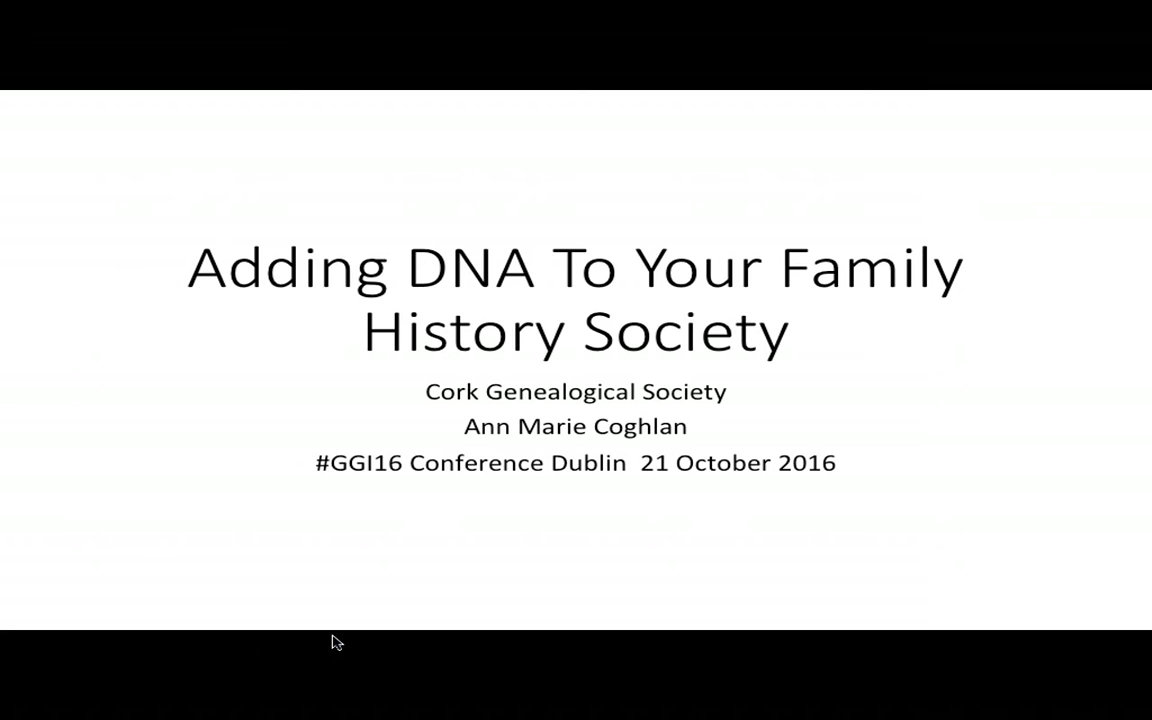 Adding DNA To Your Family
History Society
Cork Genealogical Society
Ann Marie Coghlan
#GGI16 Conference Dublin 21 October 2016